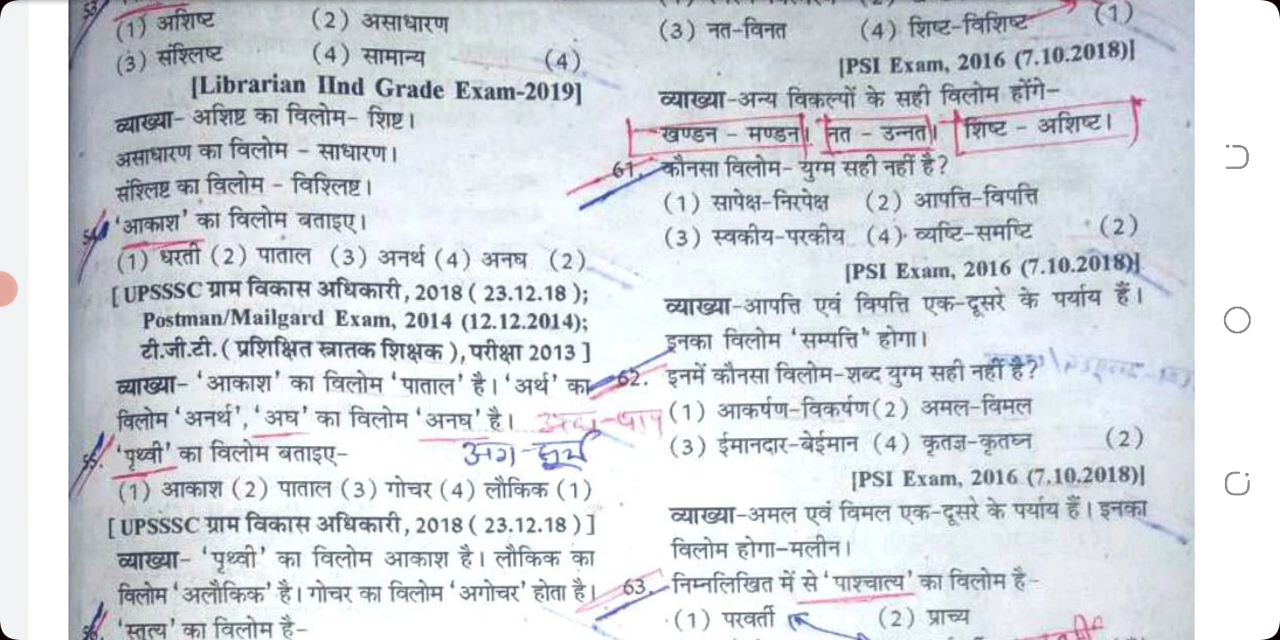 53
(1) अशिष्ट (2) असाधारण
(3) संश्लिष्ट (4) सामान्य (4)
[Librarian IInd Grade Exam-2019]
व्याख्या- अशिष्ट का विलोम- शिष्ट।
असाधारण का विलोम - साधारण।
संश्लिष्ट का विलोम - विश्लिष्ट।
'आकाश' का विलोम बताइए।
(1) धरती (2) पाताल (3) अनर्थ (4) अनघ (2)
[ UPSSSC ग्राम विकास अधिकारी, 2018 ( 23.12.18 );
Postman/Mailgard Exam, 2014 (12.12.2014);
टी.जी.टी. ( प्रशिक्षित स्नातक शिक्षक ), परीक्षा 2013 ]
व्याख्या- 'आकाश' का विलोम 'पाताल' है। 'अर्थ' का
विलोम 'अनर्थ', 'अघ' का विलोम 'अनघ' है। अघ-पाप
55. 'पृथ्वी' का विलोम बताइए- अग-सूर्य
(1) आकाश (2) पाताल (3) गोचर (4) लौकिक (1)
[ UPSSSC ग्राम विकास अधिकारी, 2018 ( 23.12.18 ) ]
व्याख्या- 'पृथ्वी' का विलोम आकाश है। लौकिक का
विलोम 'अलौकिक' है। गोचर का विलोम 'अगोचर' होता है।
56. 'स्तुत्य' का विलोम है-
(3) नत-विनत (4) शिष्ट-विशिष्ट (1)
[PSI Exam, 2016 (7.10.2018)]
व्याख्या-अन्य विकल्पों के सही विलोम होंगे-
खण्डन - मण्डन। नत - उन्नत। शिष्ट - अशिष्ट।
61. कौनसा विलोम- युग्म सही नहीं है?
(1) सापेक्ष-निरपेक्ष (2) आपत्ति-विपत्ति
(3) स्वकीय-परकीय (4) व्यष्टि-समष्टि (2)
[PSI Exam, 2016 (7.10.2018)]
व्याख्या-आपत्ति एवं विपत्ति एक-दूसरे के पर्याय हैं।
इनका विलोम 'सम्पत्ति" होगा।
62. इनमें कौनसा विलोम-शब्द युग्म सही नहीं है?
(1) आकर्षण-विकर्षण (2) अमल-विमल
(3) ईमानदार-बेईमान (4) कृतज्ञ-कृतघ्न (2)
[PSI Exam, 2016 (7.10.2018)]
व्याख्या-अमल एवं विमल एक-दूसरे के पर्याय हैं। इनका
विलोम होगा-मलीन।
63. निम्नलिखित में से 'पाश्चात्य' का विलोम है-
(1) परवर्ती (2) प्राच्य